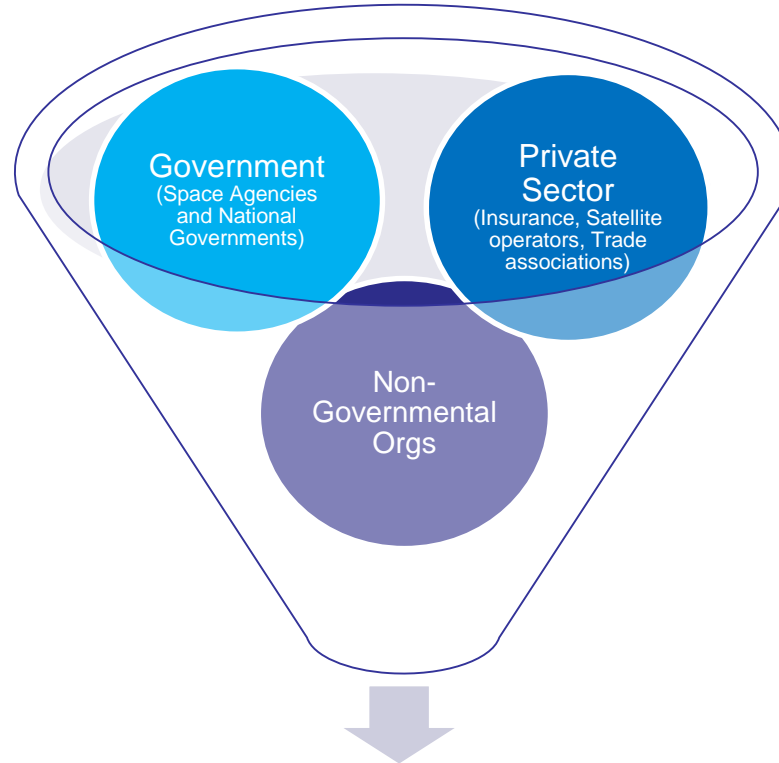 Government
(Space Agencies
and National
Governments)
Private
Sector
(Insurance, Satellite
operators, Trade
associations)
Non-
Governmental
Orgs